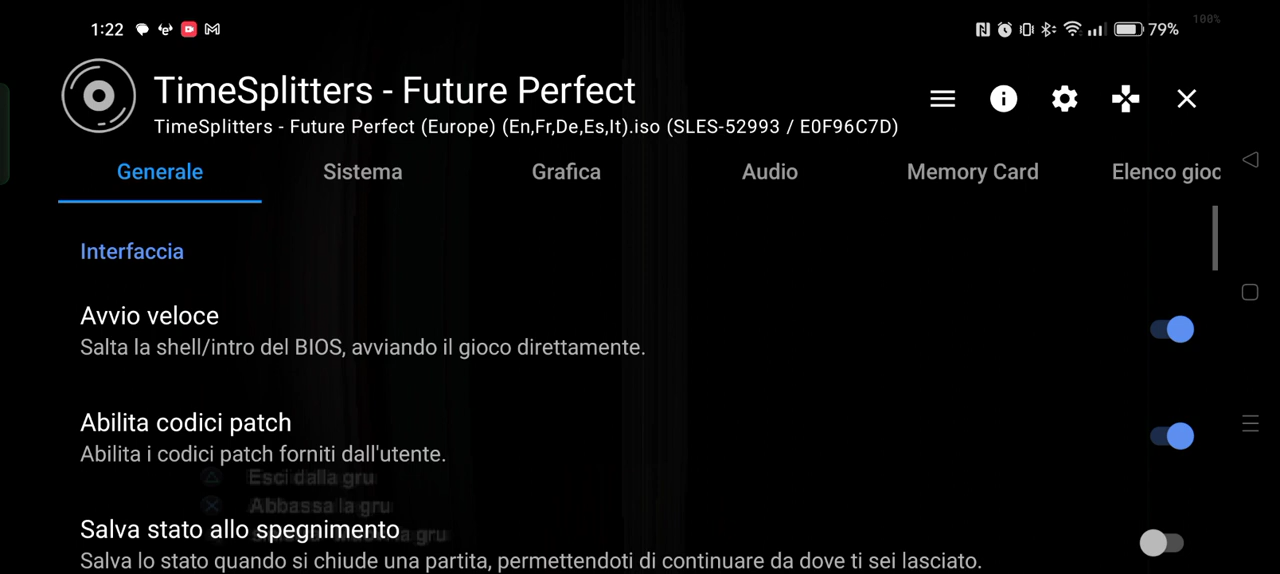 1:22
79%
100%
TimeSplitters - Future Perfect
TimeSplitters - Future Perfect (Europe) (En,Fr,De,Es,It).iso (SLES-52993 / E0F96C7D)
Generale Sistema Grafica Audio Memory Card Elenco gioc
Interfaccia
Avvio veloce
Salta la shell/intro del BIOS, avviando il gioco direttamente.
Abilita codici patch
Abilita i codici patch forniti dall'utente.
Esci dalla gru
Abbassa la gru
gru
Salva stato allo spegnimento
Salva lo stato quando si chiude una partita, permettendoti di continuare da dove ti sei lasciato.